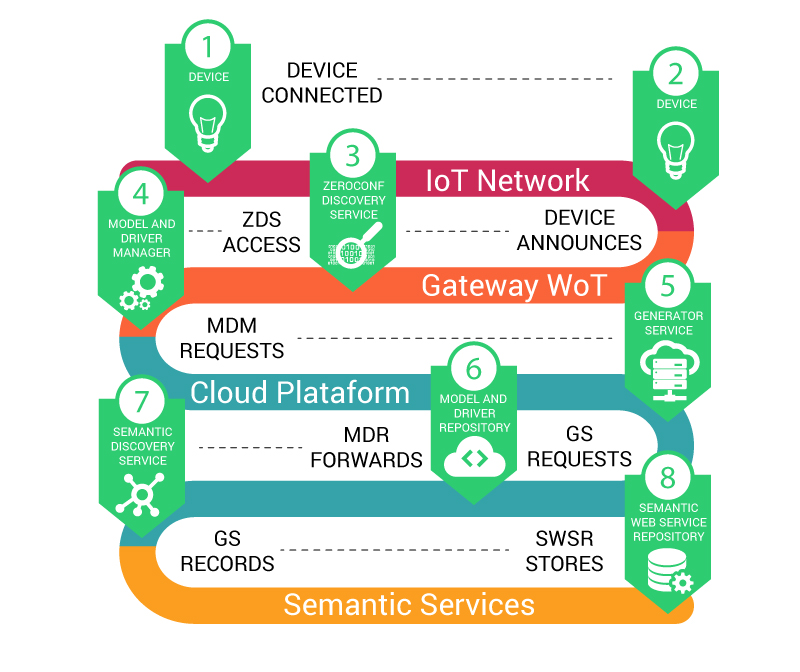 1
DEVICE
DEVICE
CONNECTED
2
DEVICE
3
ZEROCONF
DISCOVERY
SERVICE
IoT Network
4
MODEL AND
DRIVER
MANAGER
ZDS
ACCESS
DEVICE
ANNOUNCES
Gateway WoT
5
GENERATOR
SERVICE
MDM
REQUESTS
Cloud Plataform
6
MODEL AND
DRIVER
REPOSITORY
7
SEMANTIC
DISCOVERY
SERVICE
MDR
FORWARDS
GS
REQUESTS
8
SEMANTIC
WEB SERVICE
REPOSITORY
GS
RECORDS
SWSR
STORES
Semantic Services